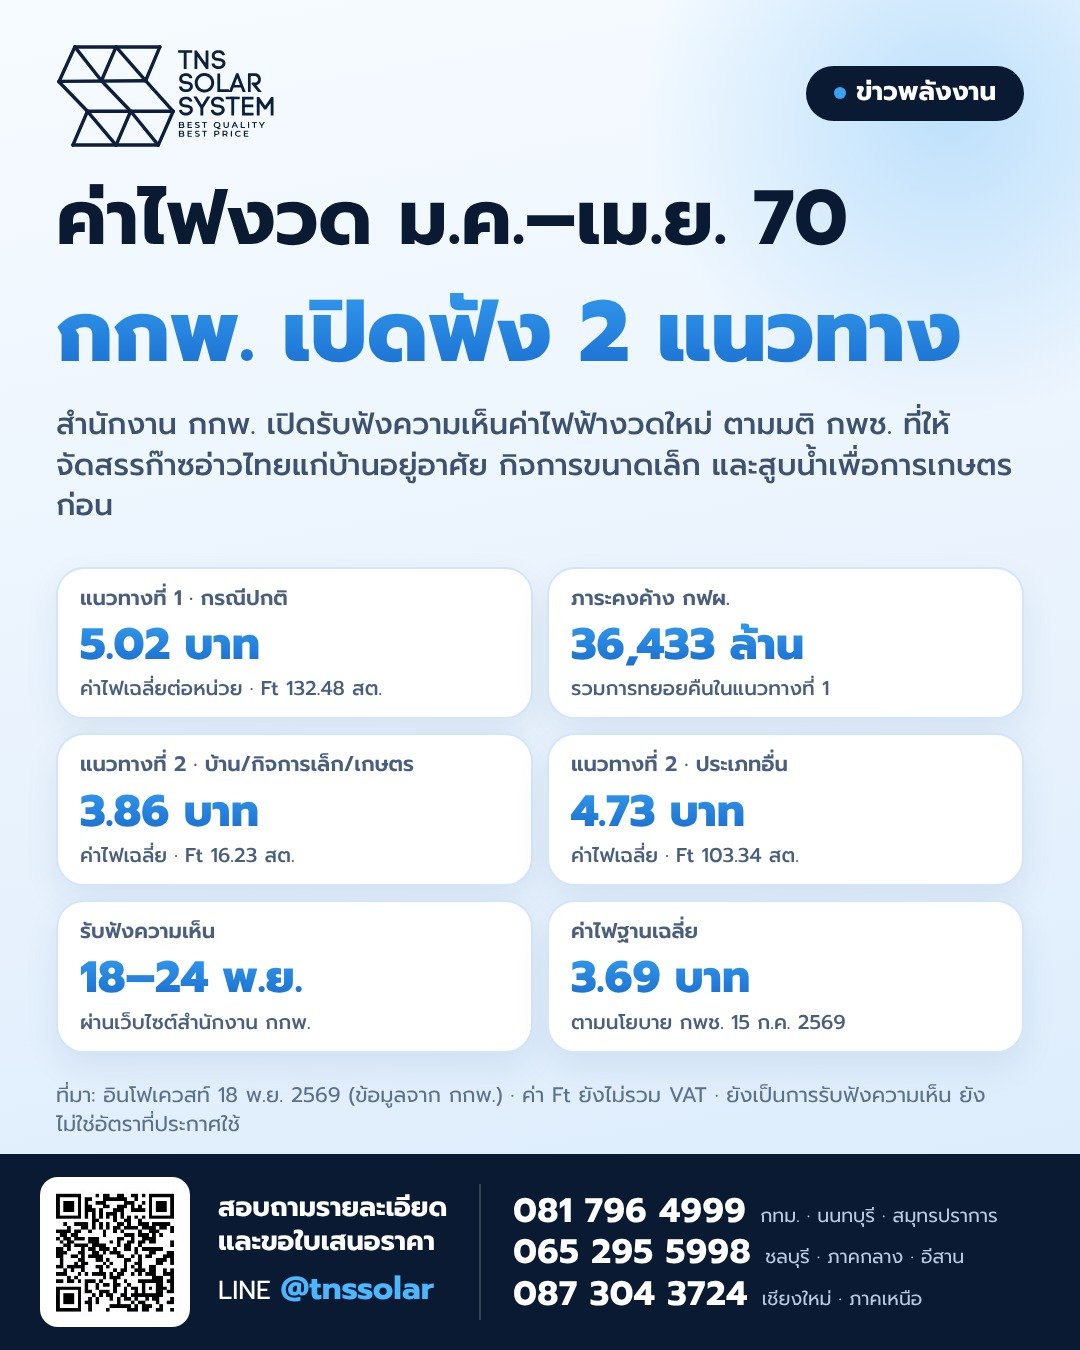 TNS
SOLAR
SYSTEM
BEST QUALITY
BEST PRICE
ข่าวพลังงาน
ค่าไฟงวด ม.ค.–เม.ย. 70
กกพ. เปิดฟัง 2 แนวทาง
สำนักงาน กกพ. เปิดรับฟังความเห็นค่าไฟฟ้างวดใหม่ ตามมติ กพช. ที่ให้
จัดสรรก๊าซอ่าวไทยแก่บ้านอยู่อาศัย กิจการขนาดเล็ก และสูบน้ำเพื่อการเกษตร
ก่อน
แนวทางที่ 1 · กรณีปกติ
5.02 บาท
ค่าไฟเฉลี่ยต่อหน่วย · Ft 132.48 สต.
ภาระคงค้าง กฟผ.
36,433 ล้าน
รวมการทยอยคืนในแนวทางที่ 1
แนวทางที่ 2 · บ้าน/กิจการเล็ก/เกษตร
3.86 บาท
ค่าไฟเฉลี่ย · Ft 16.23 สต.
แนวทางที่ 2 · ประเภทอื่น
4.73 บาท
ค่าไฟเฉลี่ย · Ft 103.34 สต.
รับฟังความเห็น
18–24 พ.ย.
ผ่านเว็บไซต์สำนักงาน กกพ.
ค่าไฟฐานเฉลี่ย
3.69 บาท
ตามนโยบาย กพช. 15 ก.ค. 2569
ที่มา: อินโฟเควสท์ 18 พ.ย. 2569 (ข้อมูลจาก กกพ.) · ค่า Ft ยังไม่รวม VAT · ยังเป็นการรับฟังความเห็น ยัง
ไม่ใช่อัตราที่ประกาศใช้
สอบถามรายละเอียด
และขอใบเสนอราคา
LINE @tnssolar
081 796 4999 กทม. · นนทบุรี · สมุทรปราการ
065 295 5998 ชลบุรี · ภาคกลาง · อีสาน
087 304 3724 เชียงใหม่ · ภาคเหนือ